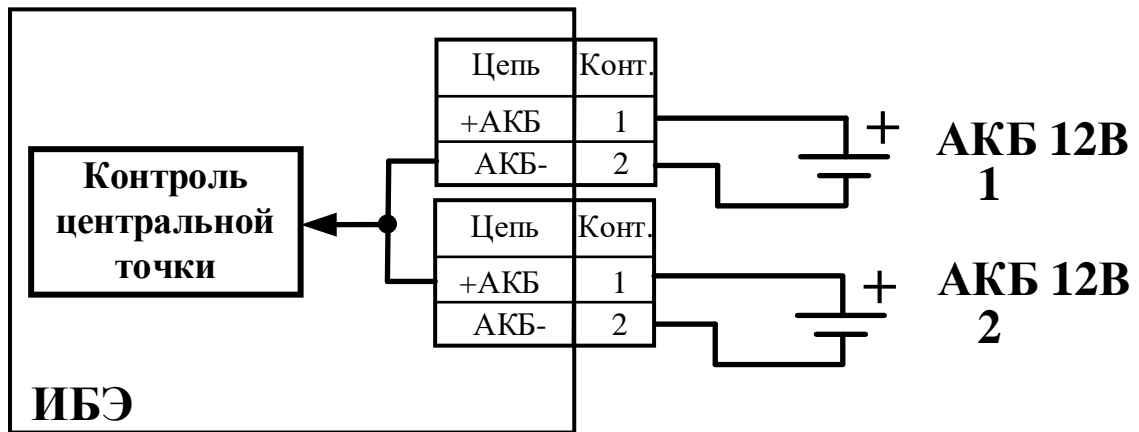 Цепь Конт.
+АКБ 1
АКБ- 2
+ АКБ 12В
1
Контроль
центральной
точки
Цепь Конт.
+АКБ 1
АКБ- 2
+ АКБ 12В
2
ИБЭ